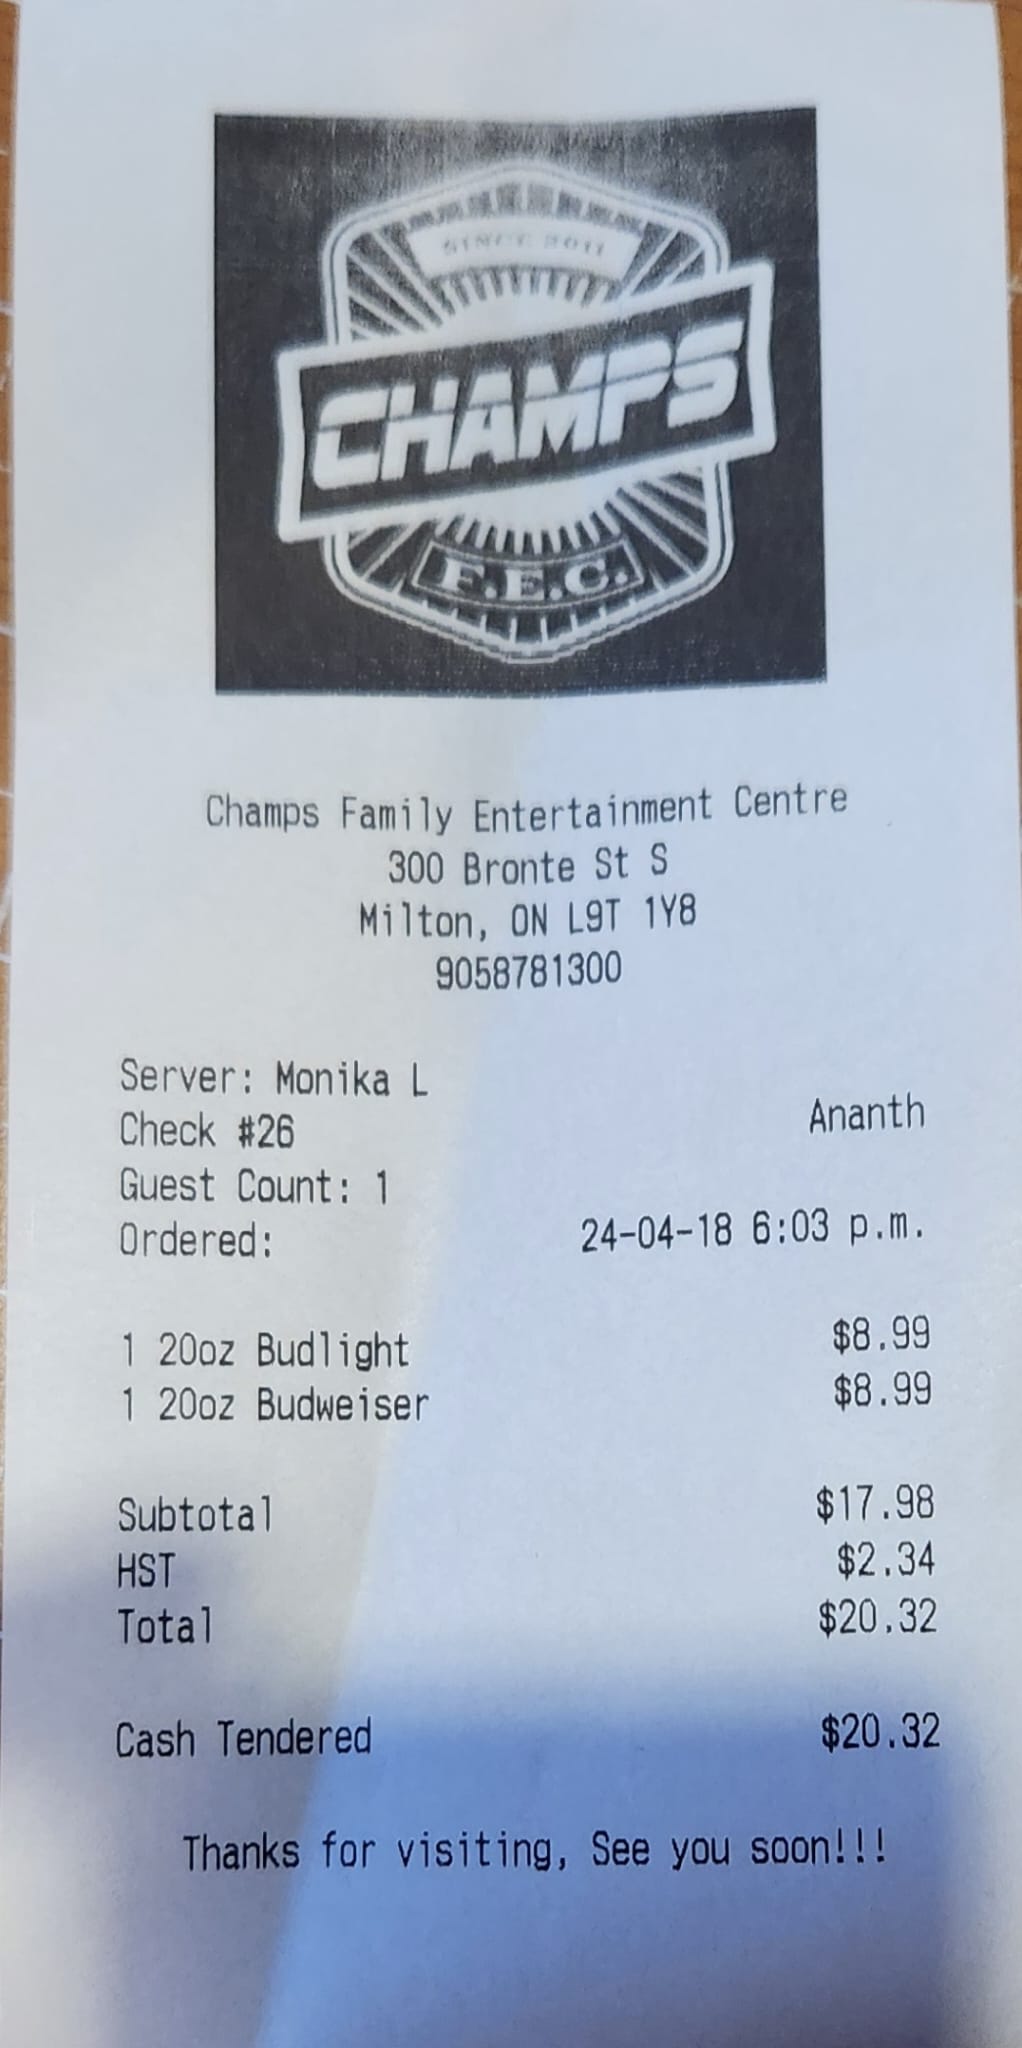 SINCE 2011
CHAMPS
F.E.C.
Champs Family Entertainment Centre
300 Bronte St S
Milton, ON L9T 1Y8
9058781300
Server: Monika L
Check #26 Ananth
Guest Count: 1
Ordered: 24-04-18 6:03 p.m.
1 20oz Budlight $8.99
1 20oz Budweiser $8.99
Subtotal $17.98
HST $2.34
Total $20.32
Cash Tendered $20.32
Thanks for visiting, See you soon!!!